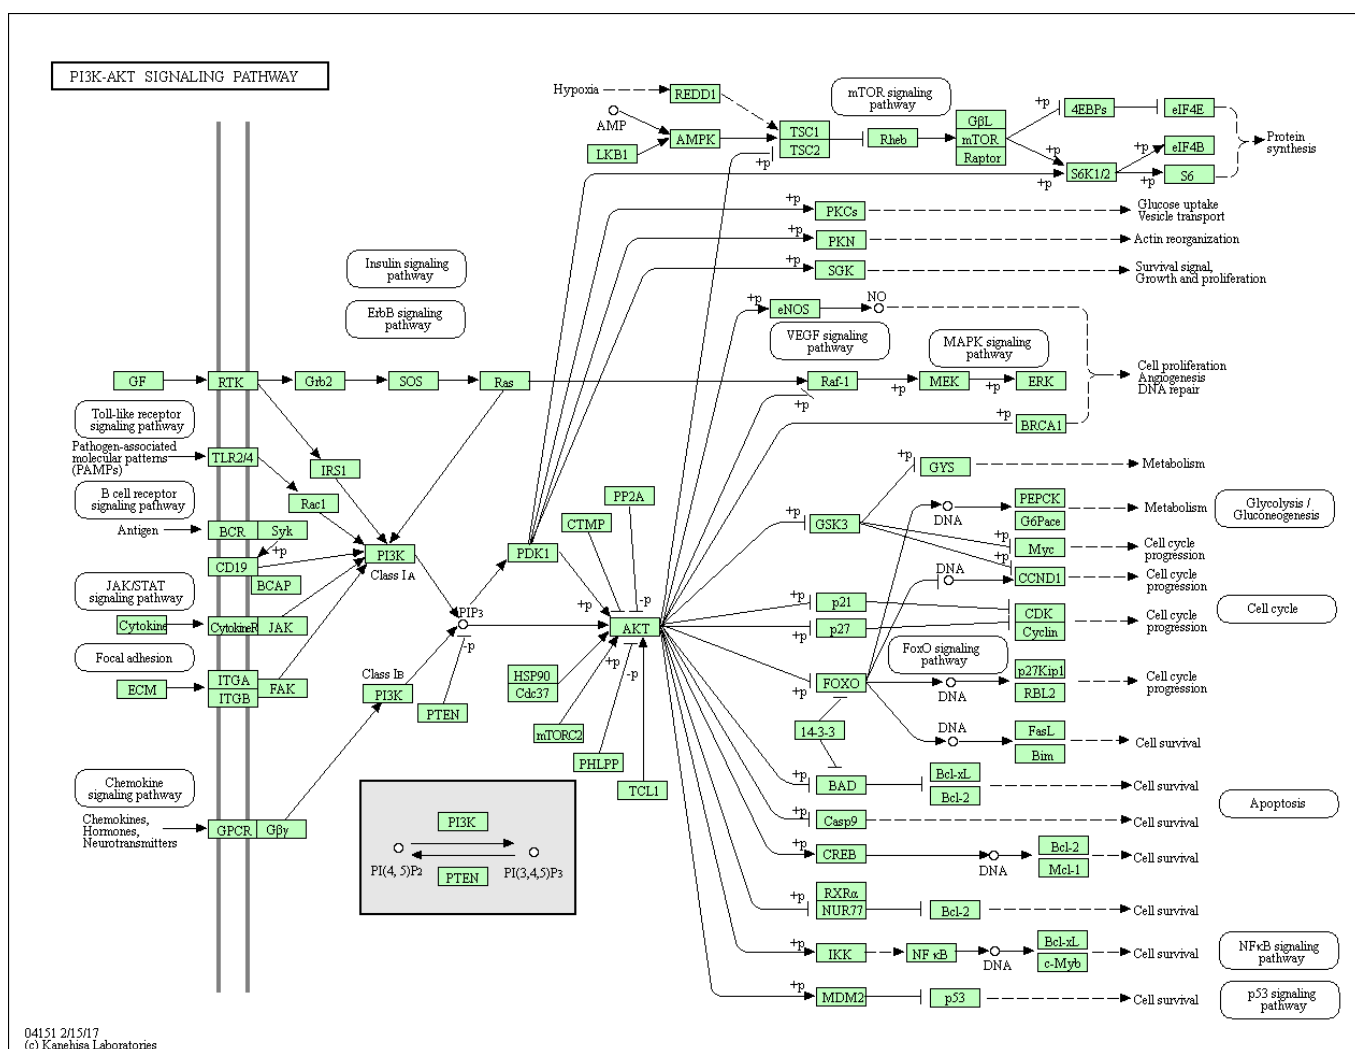 PI3K-AKT SIGNALING PATHWAY
Hypoxia
REDD1
mTOR signaling
pathway
AMP
AMPK
LKB1
TSC1
TSC2
+p
Rheb
GβL
mTOR
Raptor
+p
4EBPs
eIF4E
+p
+p
S6K1/2
+p
eIF4B
+p
S6
Protein
synthesis
+p
PKCs
Glucose uptake
Vesicle transport
+p
PKN
Actin reorganization
+p
SGK
Survival signal,
Growth and proliferation
Insulin signaling
pathway
ErbB signaling
pathway
+p
eNOS
NO
VEGF signaling
pathway
MAPK signaling
pathway
GF
RTK
Grb2
SOS
Ras
Raf-1
+p
+p
MEK
+p
ERK
Cell proliferation
Angiogenesis
DNA repair
+p
BRCA1
Toll-like receptor
signaling pathway
Pathogen-associated
molecular patterns
(PAMPs)
TLR2/4
IRS1
Rac1
B cell receptor
signaling pathway
Antigen
BCR
Syk
+p
CD19
BCAP
PI3K
Class IA
JAK/STAT
signaling pathway
Cytokine
CytokineR
JAK
Focal adhesion
ECM
ITGA
ITGB
FAK
Class IB
PI3K
PIP3
-p
PTEN
PDK1
CTMP
PP2A
+p
-p
AKT
HSP90
Cdc37
+p
-p
mTORC2
PHLPP
TCL1
Chemokine
signaling pathway
Chemokines,
Hormones,
Neurotransmitters
GPCR
Gβγ
PI3K
PI(4, 5)P2
PI(3,4,5)P3
PTEN
+p
GYS
Metabolism
+p
GSK3
DNA
PEPCK
G6Pace
Metabolism
Glycolysis /
Gluconeogenesis
+p
Myc
Cell cycle
progression
DNA
+p
CCND1
Cell cycle
progression
+p
p21
+p
p27
CDK
Cyclin
Cell cycle
progression
Cell cycle
FoxO signaling
pathway
+p
FOXO
DNA
p27Kip1
RBL2
Cell cycle
progression
14-3-3
DNA
FasL
Bim
Cell survival
+p
BAD
Bcl-xL
Bcl-2
Cell survival
Apoptosis
+p
Casp9
Cell survival
+p
CREB
DNA
Bcl-2
Mcl-1
Cell survival
+p
RXRα
NUR77
Bcl-2
Cell survival
+p
IKK
NFκB
DNA
Bcl-xL
c-Myb
Cell survival
NFκB signaling
pathway
+p
MDM2
p53
Cell survival
p53 signaling
pathway
04151 2/15/17
(c) Kanehisa Laboratories